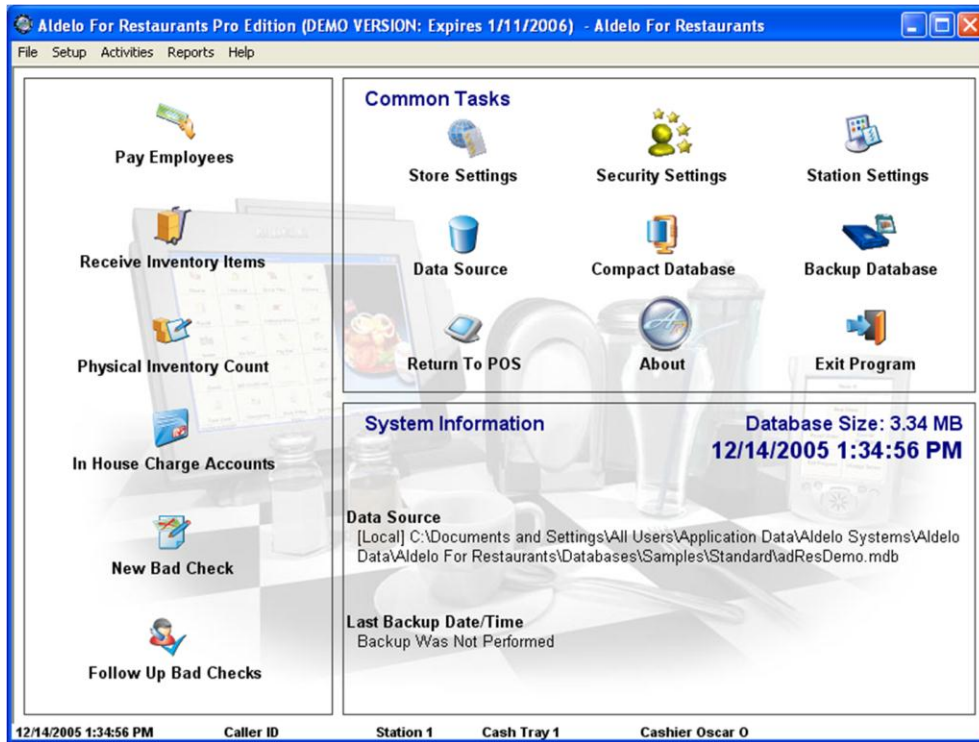 Aldelo For Restaurants Pro Edition (DEMO VERSION: Expires 1/11/2006) - Aldelo For Restaurants
File Setup Activities Reports Help
Pay Employees
Receive Inventory Items
Physical Inventory Count
In House Charge Accounts
New Bad Check
Follow Up Bad Checks
Common Tasks
Store Settings
Security Settings
Station Settings
Data Source
Compact Database
Backup Database
Return To POS
About
Exit Program
System Information
Database Size: 3.34 MB
12/14/2005 1:34:56 PM
Data Source
[Local] C:\Documents and Settings\All Users\Application Data\Aldelo Systems\Aldelo
Data\Aldelo For Restaurants\Databases\Samples\Standard\adResDemo.mdb
Last Backup Date/Time
Backup Was Not Performed
12/14/2005 1:34:56 PM Caller ID Station 1 Cash Tray 1 Cashier Oscar O